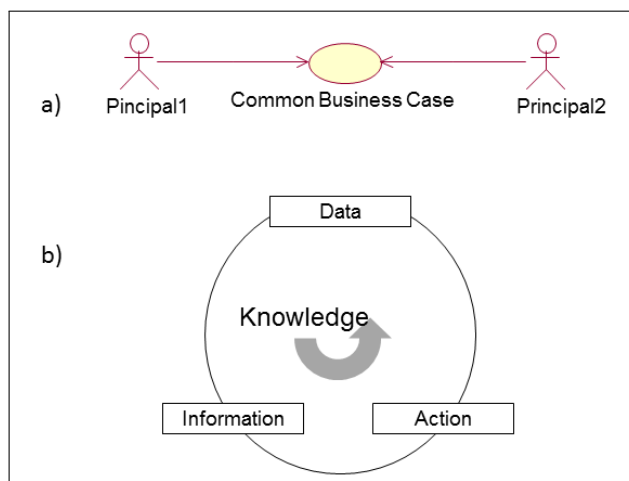 a)
Pincipal1
Common Business Case
Principal2
b)
Data
Knowledge
Information
Action